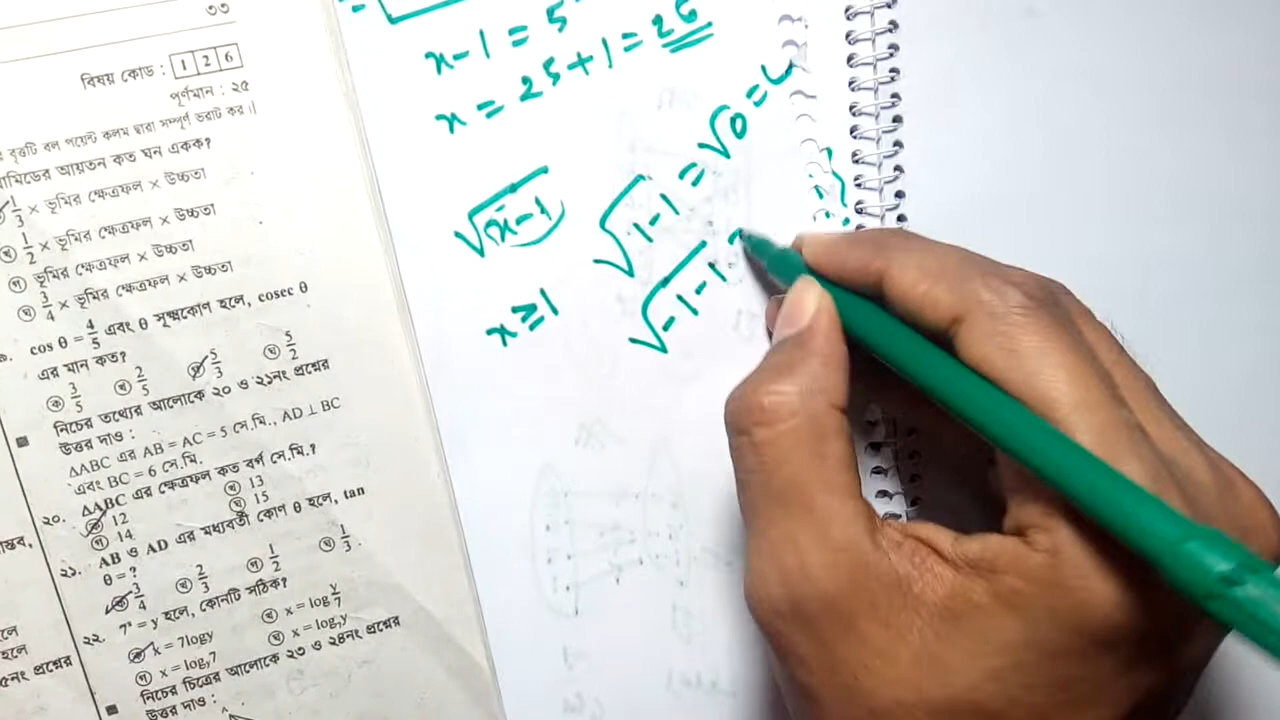 ৩৩
বিষয় কোড : 1 2 6
পূর্ণমান : ২৫
বৃত্তটি বল পয়েন্ট কলম দ্বারা সম্পূর্ণ ভরাট কর।]
আয়তন কত ঘন একক?
1/3 × ভূমির ক্ষেত্রফল × উচ্চতা
খ 1/2 × ভূমির ক্ষেত্রফল × উচ্চতা
গ ভূমির ক্ষেত্রফল × উচ্চতা
ঘ 3/4 × ভূমির ক্ষেত্রফল × উচ্চতা
cos θ = 4/5 এবং θ সূক্ষ্মকোণ হলে, cosec θ
এর মান কত?
ক 3/5 খ 2/5 5/3 ঘ 5/2
■ নিচের তথ্যের আলোকে ২০ ও ২১নং প্রশ্নের
উত্তর দাও :
ΔABC এর AB = AC = 5 সে.মি., AD ⊥ BC
এবং BC = 6 সে.মি.
২০. ΔABC এর ক্ষেত্রফল কত বর্গ সে.মি.?
12 খ 13
গ 14 ঘ 15
২১. AB ও AD এর মধ্যবর্তী কোণ θ হলে, tan
θ = ?
3/4 খ 2/3 গ 1/2 ঘ 1/3
২২. 7ˣ = y হলে, কোনটি সঠিক?
x = 7logy খ x = log y/7
গ x = logᵧ7 ঘ x = log₇y
■ নিচের চিত্রের আলোকে ২৩ ও ২৪নং প্রশ্নের
উত্তর দাও :
x-1 = 5
x = 25+1 = 26
√x-1 √1-1 = √0 = 0
x ≥ 1 √-1-1